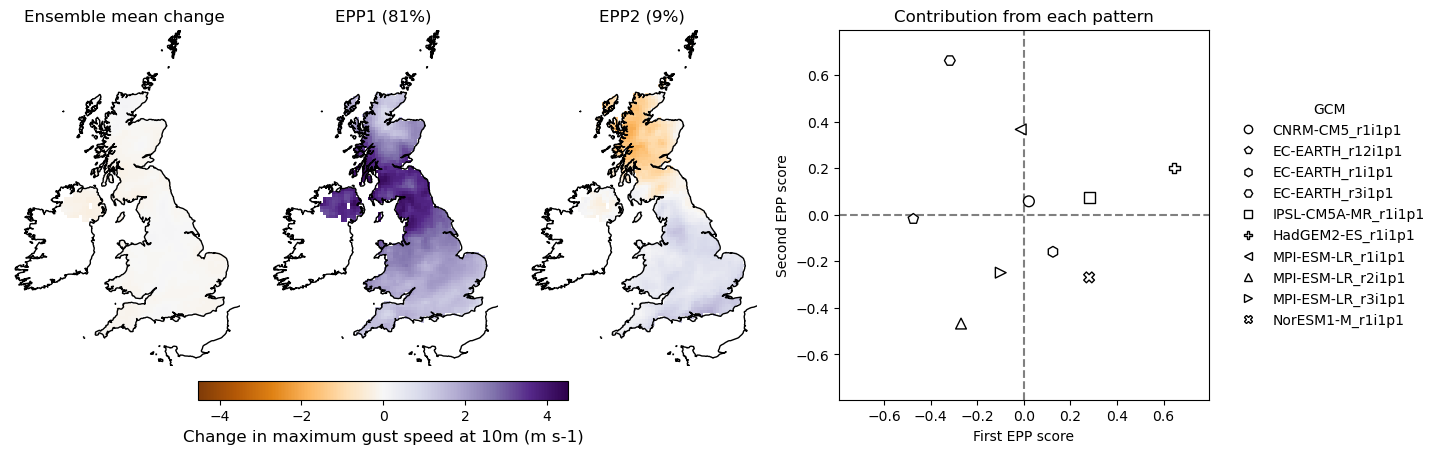 Ensemble mean change
EPP1 (81%)
EPP2 (9%)
Contribution from each pattern
−4
−2
0
2
4
Change in maximum gust speed at 10m (m s-1)
Second EPP score
0.6
0.4
0.2
0.0
−0.2
−0.4
−0.6
−0.6
−0.4
−0.2
0.0
0.2
0.4
0.6
First EPP score
GCM
CNRM-CM5_r1i1p1
EC-EARTH_r12i1p1
EC-EARTH_r1i1p1
EC-EARTH_r3i1p1
IPSL-CM5A-MR_r1i1p1
HadGEM2-ES_r1i1p1
MPI-ESM-LR_r1i1p1
MPI-ESM-LR_r2i1p1
MPI-ESM-LR_r3i1p1
NorESM1-M_r1i1p1